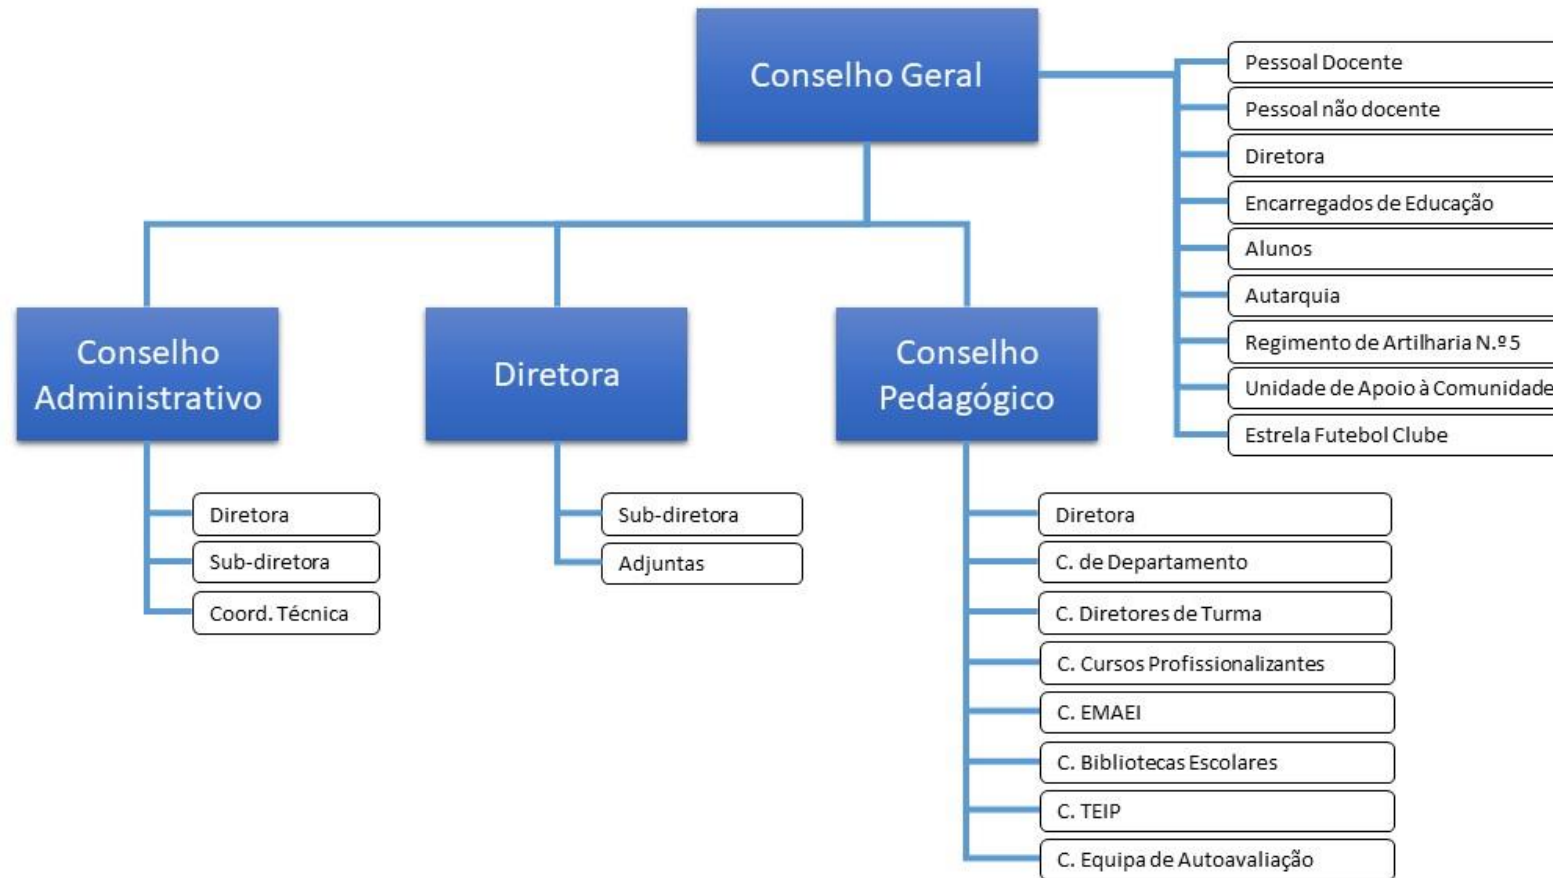 Conselho Geral
Pessoal Docente
Pessoal não docente
Diretora
Encarregados de Educação
Alunos
Autarquia
Regimento de Artilharia N.º 5
Unidade de Apoio à Comunidade
Estrela Futebol Clube
Conselho
Administrativo
Diretora
Sub-diretora
Coord. Técnica
Diretora
Sub-diretora
Adjuntas
Conselho
Pedagógico
Diretora
C. de Departamento
C. Diretores de Turma
C. Cursos Profissionalizantes
C. EMAEI
C. Bibliotecas Escolares
C. TEIP
C. Equipa de Autoavaliação